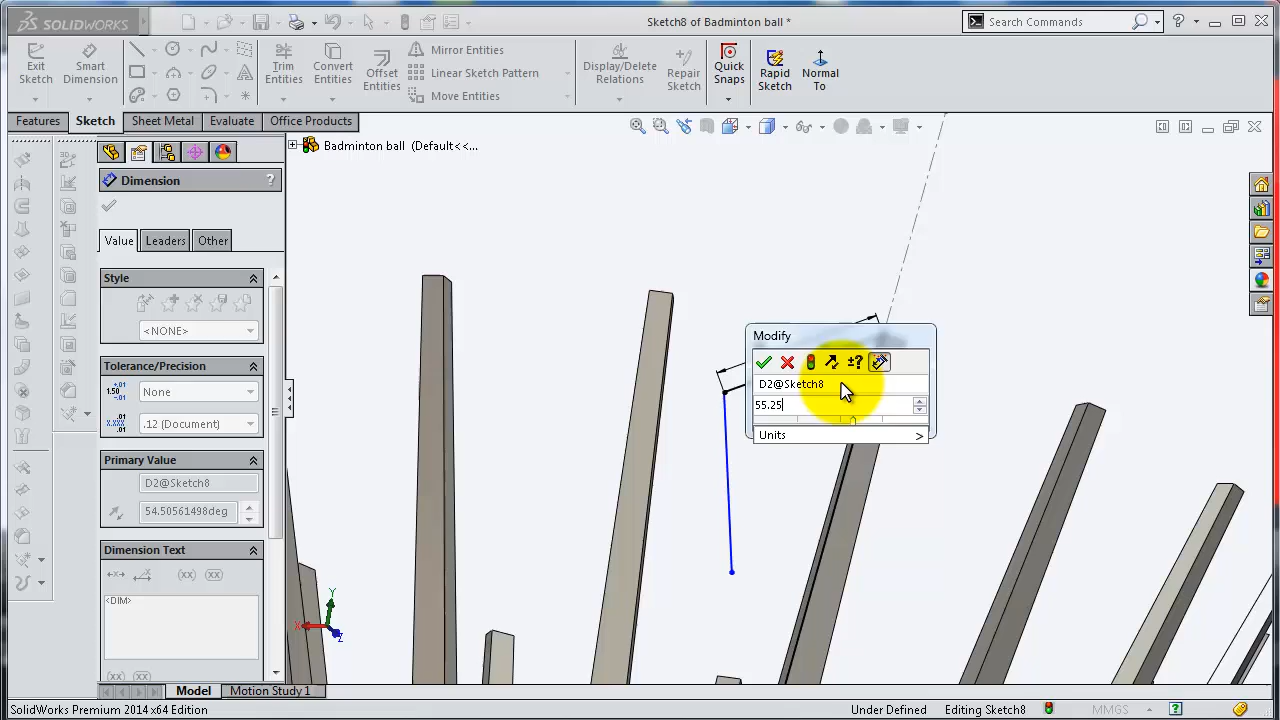 SOLIDWORKS
Sketch8 of Badminton ball *
Search Commands
Exit Sketch
Smart Dimension
Trim Entities
Convert Entities
Offset Entities
Mirror Entities
Linear Sketch Pattern
Move Entities
Display/Delete Relations
Repair Sketch
Quick Snaps
Rapid Sketch
Normal To
Features
Sketch
Sheet Metal
Evaluate
Office Products
Badminton ball (Default<<...
Dimension
?
Value
Leaders
Other
Style
<NONE>
Tolerance/Precision
None
.12 (Document)
Primary Value
D2@Sketch8
54.50561498deg
Dimension Text
<DIM>
Modify
D2@Sketch8
55.25
Units >
Y
X
Z
Model
Motion Study 1
SolidWorks Premium 2014 x64 Edition
Under Defined
Editing Sketch8
MMGS